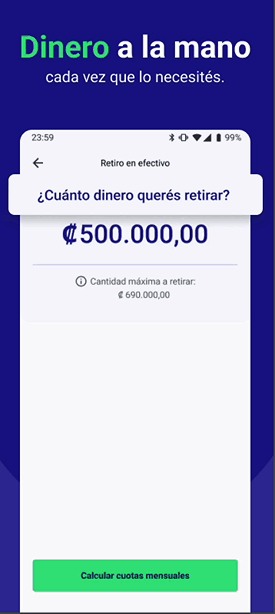 Dinero a la mano
cada vez que lo necesités.
23:59 99%
Retiro en efectivo
¿Cuánto dinero querés retirar?
₡500.000,00
Cantidad máxima a retirar:
₡ 690.000,00
Calcular cuotas mensuales